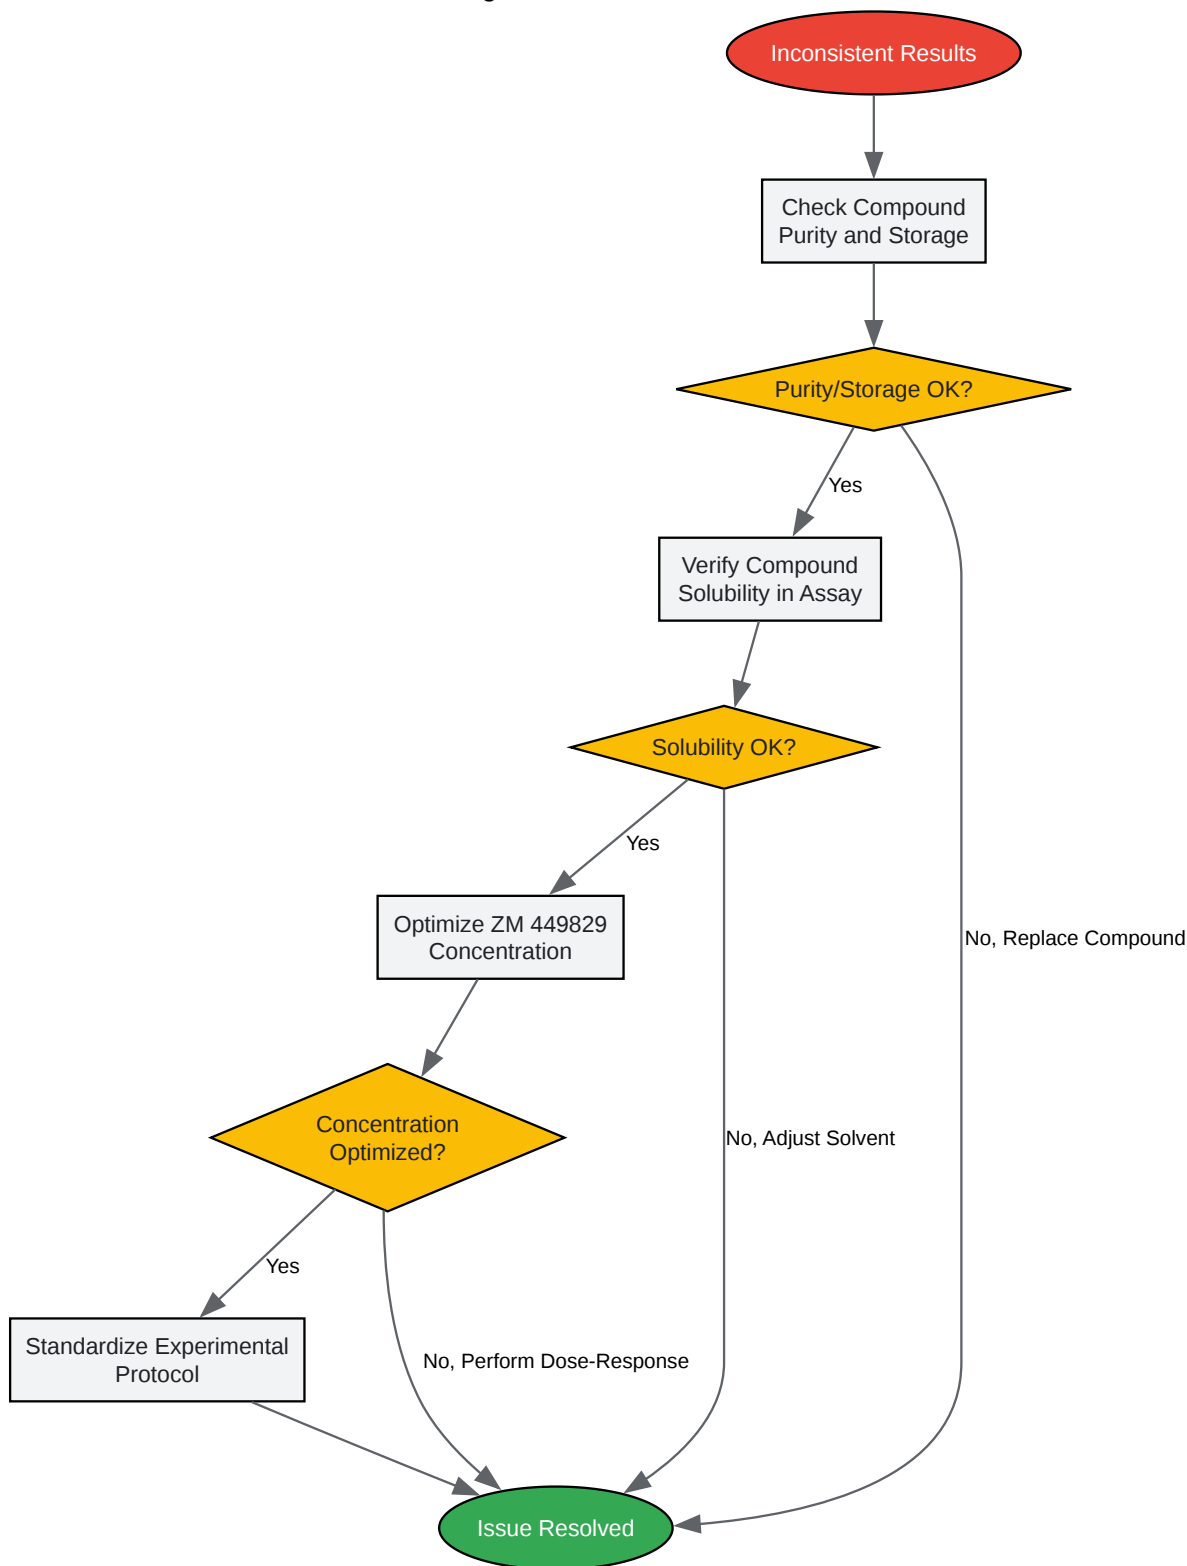 Inconsistent Results
Check Compound
Purity and Storage
Purity/Storage OK?
Yes
Verify Compound
Solubility in Assay
Solubility OK?
Yes
Optimize ZM 449829
Concentration
No, Replace Compound
Concentration
Optimized?
No, Adjust Solvent
Yes
Standardize Experimental
Protocol
No, Perform Dose-Response
Issue Resolved